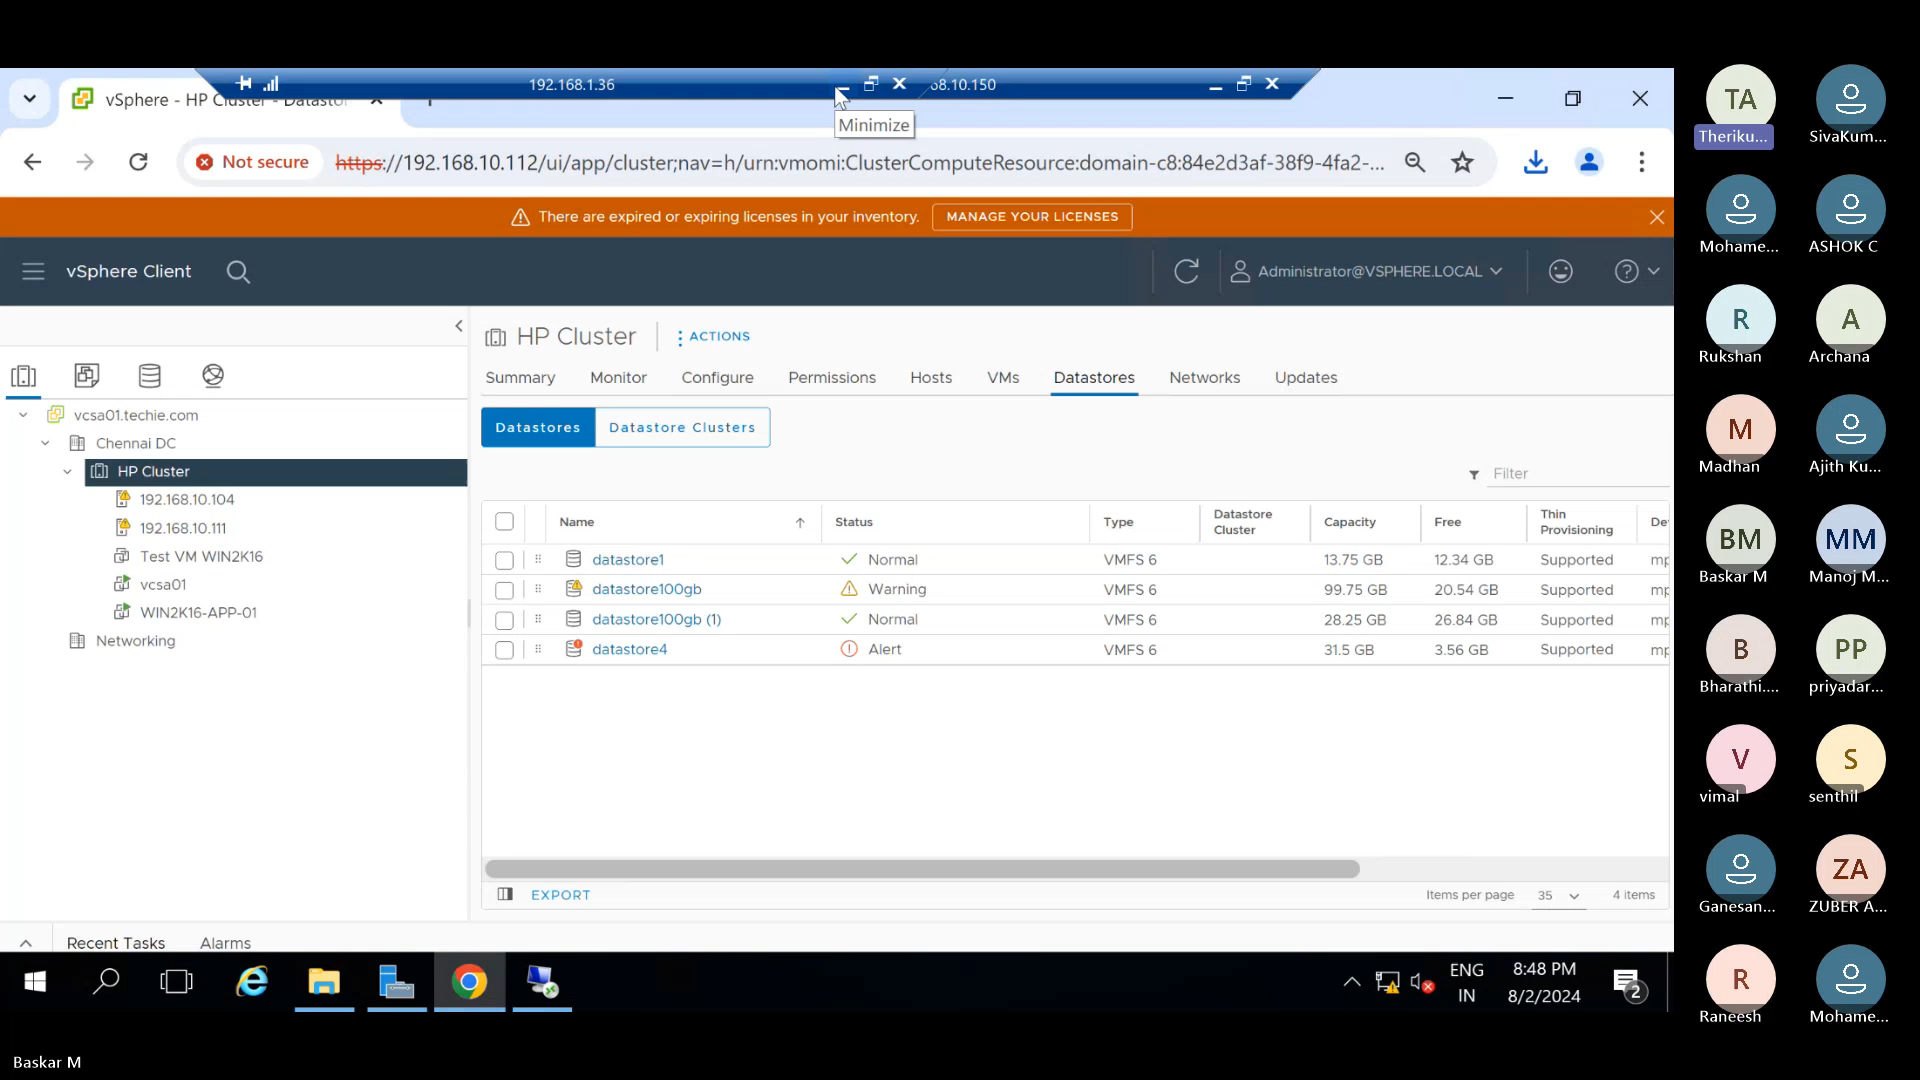 192.168.1.36
68.10.150
vSphere - HP Cluster - Datastor
Minimize
Not secure
https://192.168.10.112/ui/app/cluster;nav=h/urn:vmomi:ClusterComputeResource:domain-c8:84e2d3af-38f9-4fa2-...
There are expired or expiring licenses in your inventory.
MANAGE YOUR LICENSES
vSphere Client
Administrator@VSPHERE.LOCAL
vcsa01.techie.com
Chennai DC
HP Cluster
192.168.10.104
192.168.10.111
Test VM WIN2K16
vcsa01
WIN2K16-APP-01
Networking
HP Cluster
ACTIONS
Summary Monitor Configure Permissions Hosts VMs Datastores Networks Updates
Datastores Datastore Clusters
Filter
Name Status Type Datastore Cluster Capacity Free Thin Provisioning De
datastore1 Normal VMFS 6 13.75 GB 12.34 GB Supported mp
datastore100gb Warning VMFS 6 99.75 GB 20.54 GB Supported mp
datastore100gb (1) Normal VMFS 6 28.25 GB 26.84 GB Supported mp
datastore4 Alert VMFS 6 31.5 GB 3.56 GB Supported mp
EXPORT
Items per page 35 4 items
Recent Tasks Alarms
ENG
IN
8:48 PM
8/2/2024
2
Baskar M
TA
Theriku...
SivaKum...
Mohame...
ASHOK C
R
Rukshan
A
Archana
M
Madhan
Ajith Ku...
BM
Baskar M
MM
Manoj M...
B
Bharathi....
PP
priyadar...
V
vimal
S
senthil
Ganesan...
ZA
ZUBER A...
R
Raneesh
Mohame...